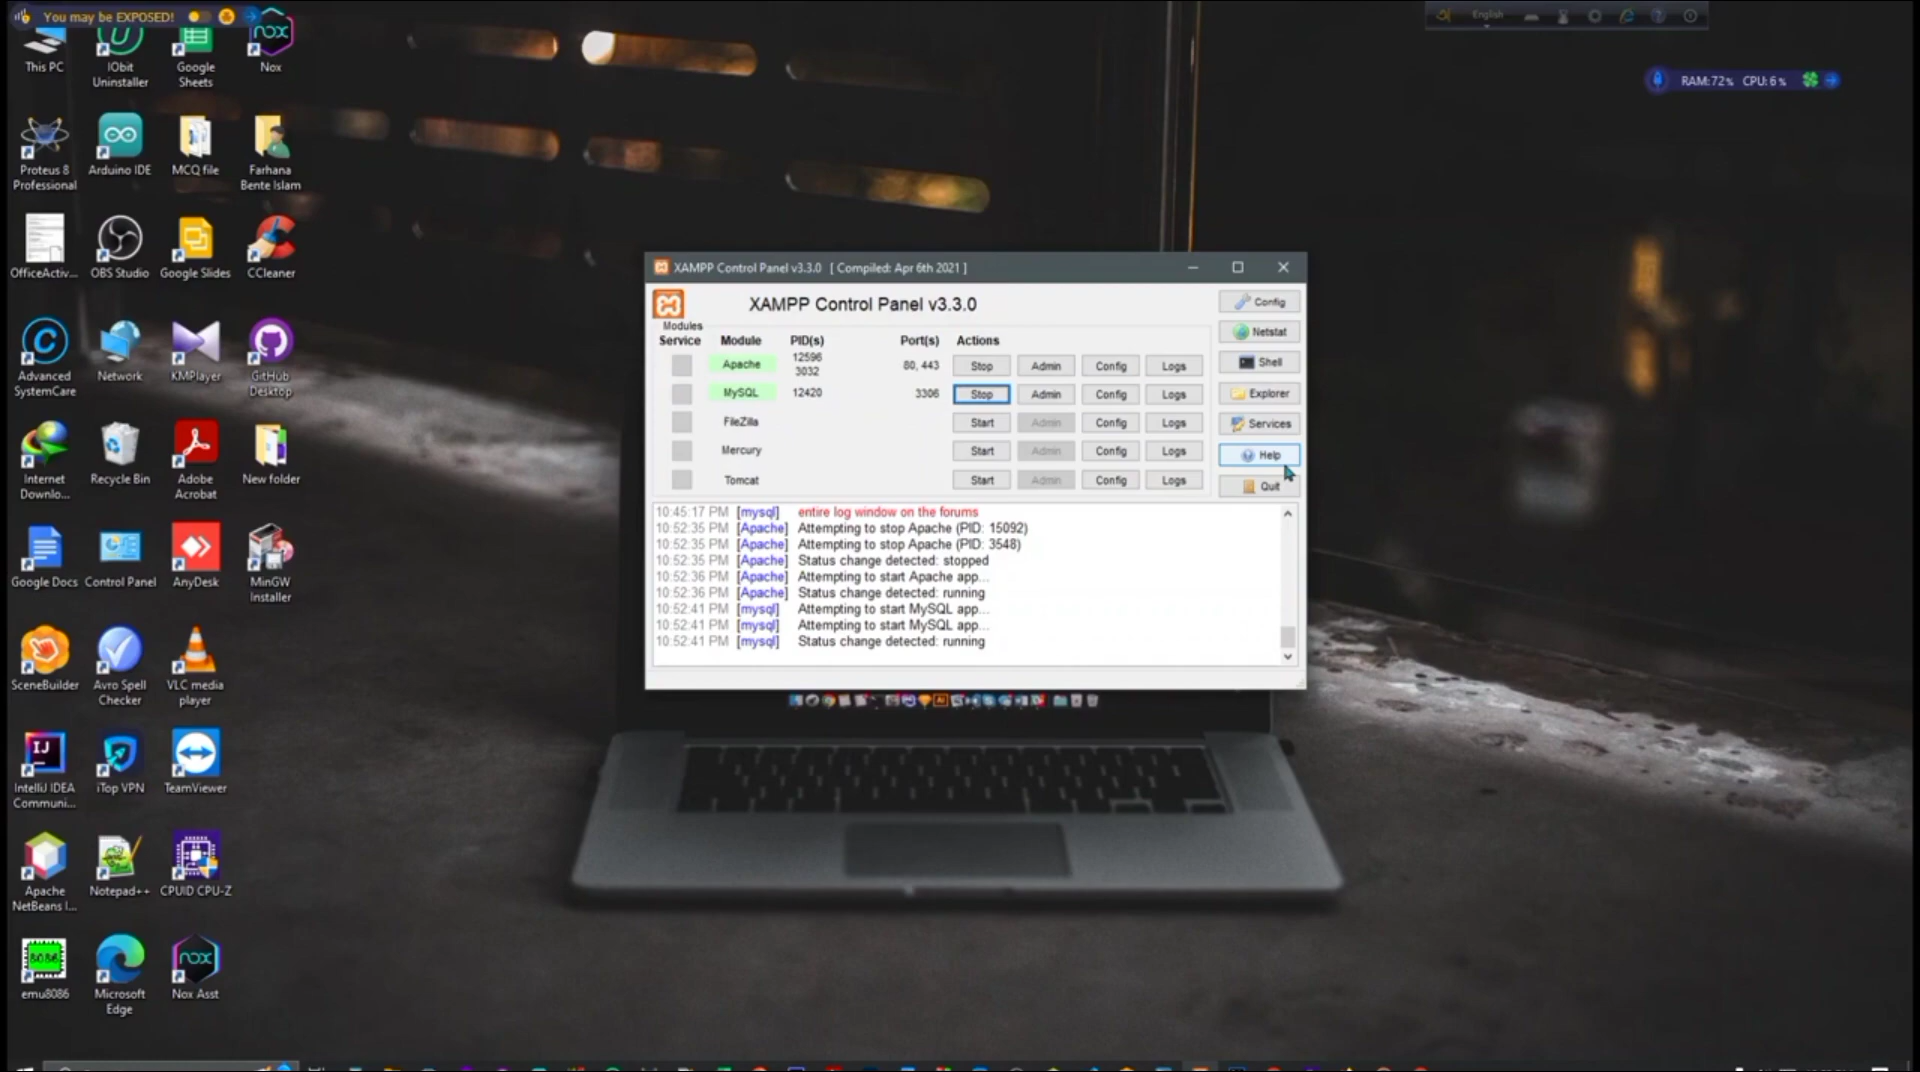 You may be EXPOSED!
English
RAM:72% CPU: 6%
This PC
IObit
Uninstaller
Google
Sheets
Nox
Proteus 8
Professional
Arduino IDE
MCQ file
Farhana
Bente Islam
OfficeActiv...
OBS Studio
Google Slides
CCleaner
Advanced
SystemCare
Network
KMPlayer
GitHub
Desktop
Internet
Downlo...
Recycle Bin
Adobe
Acrobat
New folder
Google Docs
Control Panel
AnyDesk
MinGW
Installer
SceneBuilder
Avro Spell
Checker
VLC media
player
IntelliJ IDEA
Communi...
iTop VPN
TeamViewer
Apache
NetBeans I...
Notepad++
CPUID CPU-Z
emu8086
Microsoft
Edge
Nox Asst
XAMPP Control Panel v3.3.0 [ Compiled: Apr 6th 2021 ]
XAMPP Control Panel v3.3.0
Modules
Service Module PID(s) Port(s) Actions
Apache 12596 3032 80, 443 Stop Admin Config Logs
MySQL 12420 3306 Stop Admin Config Logs
FileZilla Start Admin Config Logs
Mercury Start Admin Config Logs
Tomcat Start Admin Config Logs
Config
Netstat
Shell
Explorer
Services
Help
Quit
10:45:17 PM [mysql] entire log window on the forums
10:52:35 PM [Apache] Attempting to stop Apache (PID: 15092)
10:52:35 PM [Apache] Attempting to stop Apache (PID: 3548)
10:52:35 PM [Apache] Status change detected: stopped
10:52:36 PM [Apache] Attempting to start Apache app...
10:52:36 PM [Apache] Status change detected: running
10:52:41 PM [mysql] Attempting to start MySQL app...
10:52:41 PM [mysql] Attempting to start MySQL app...
10:52:41 PM [mysql] Status change detected: running